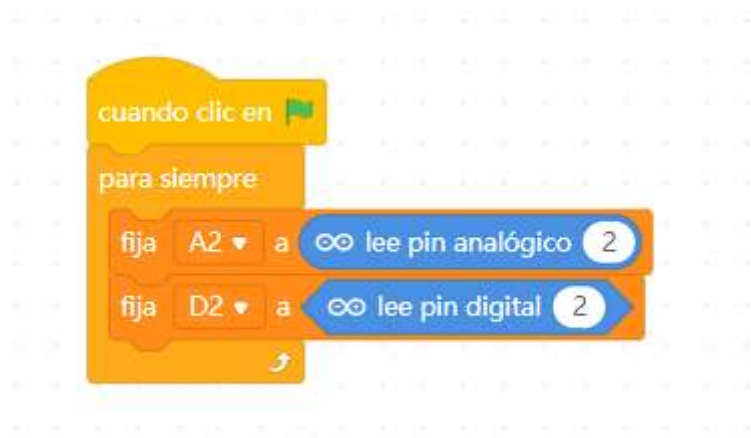 cuando clic en
para siempre
fija A2 a lee pin analógico 2
fija D2 a lee pin digital 2